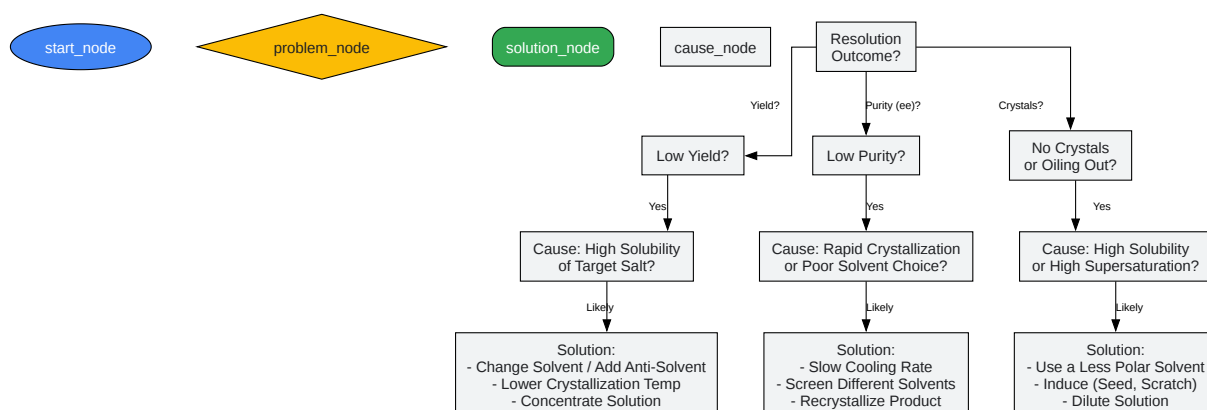 start_node
problem_node
solution_node
cause_node
Resolution
Outcome?
Yield?
Purity (ee)?
Crystals?
Low Yield?
Low Purity?
No Crystals
or Oiling Out?
Yes
Yes
Yes
Cause: High Solubility
of Target Salt?
Cause: Rapid Crystallization
or Poor Solvent Choice?
Cause: High Solubility
or High Supersaturation?
Likely
Likely
Likely
Solution:
- Change Solvent / Add Anti-Solvent
- Lower Crystallization Temp
- Concentrate Solution
Solution:
- Slow Cooling Rate
- Screen Different Solvents
- Recrystallize Product
Solution:
- Use a Less Polar Solvent
- Induce (Seed, Scratch)
- Dilute Solution